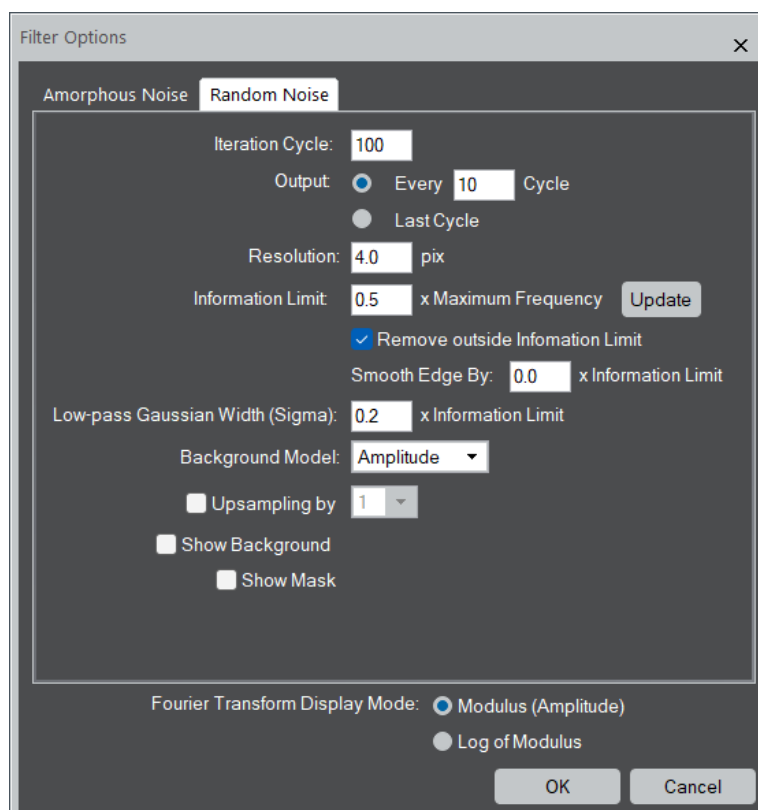 Filter Options
Amorphous Noise Random Noise
Iteration Cycle: 100
Output: Every 10 Cycle
Last Cycle
Resolution: 4.0 pix
Information Limit: 0.5 x Maximum Frequency Update
Remove outside Infomation Limit
Smooth Edge By: 0.0 x Information Limit
Low-pass Gaussian Width (Sigma): 0.2 x Information Limit
Background Model: Amplitude
Upsampling by 1
Show Background
Show Mask
Fourier Transform Display Mode: Modulus (Amplitude)
Log of Modulus
OK Cancel